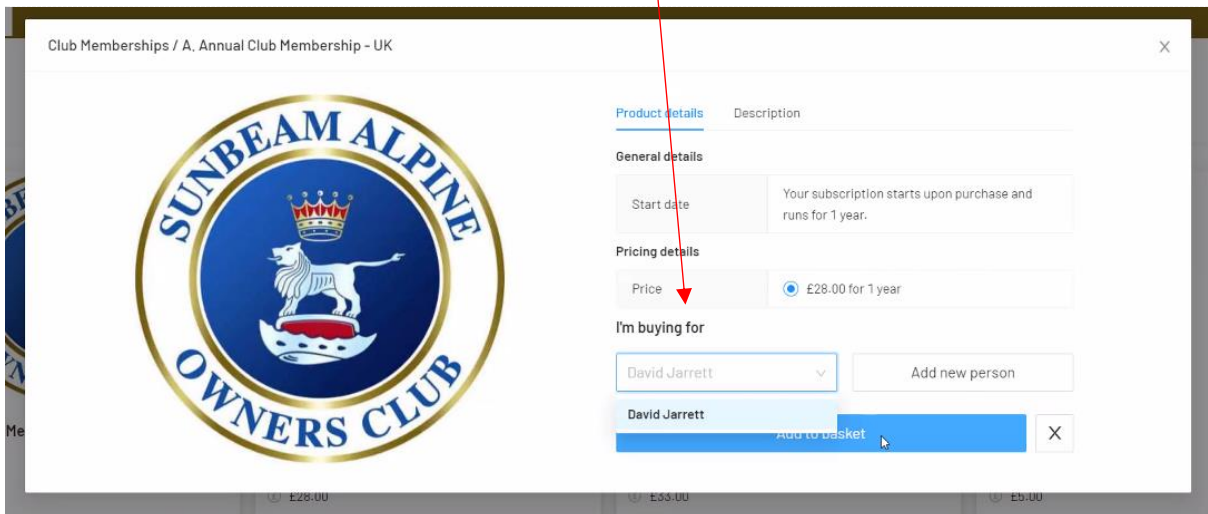 Club Memberships / A. Annual Club Membership - UK
X
SUNBEAM ALPINE
OWNERS CLUB
Product details Description
General details
Start date
Your subscription starts upon purchase and
runs for 1 year.
Pricing details
Price
£28.00 for 1 year
I'm buying for
David Jarrett
Add new person
David Jarrett
Add to basket
X
Me
£28.00
£33.00
£5.00